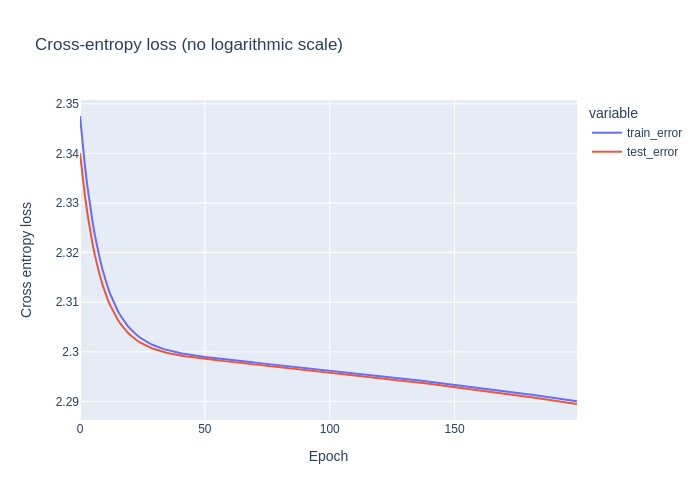 Cross-entropy loss (no logarithmic scale)
2.35
2.34
2.33
2.32
2.31
2.3
2.29
Cross entropy loss
0
50
100
150
Epoch
variable
train_error
test_error